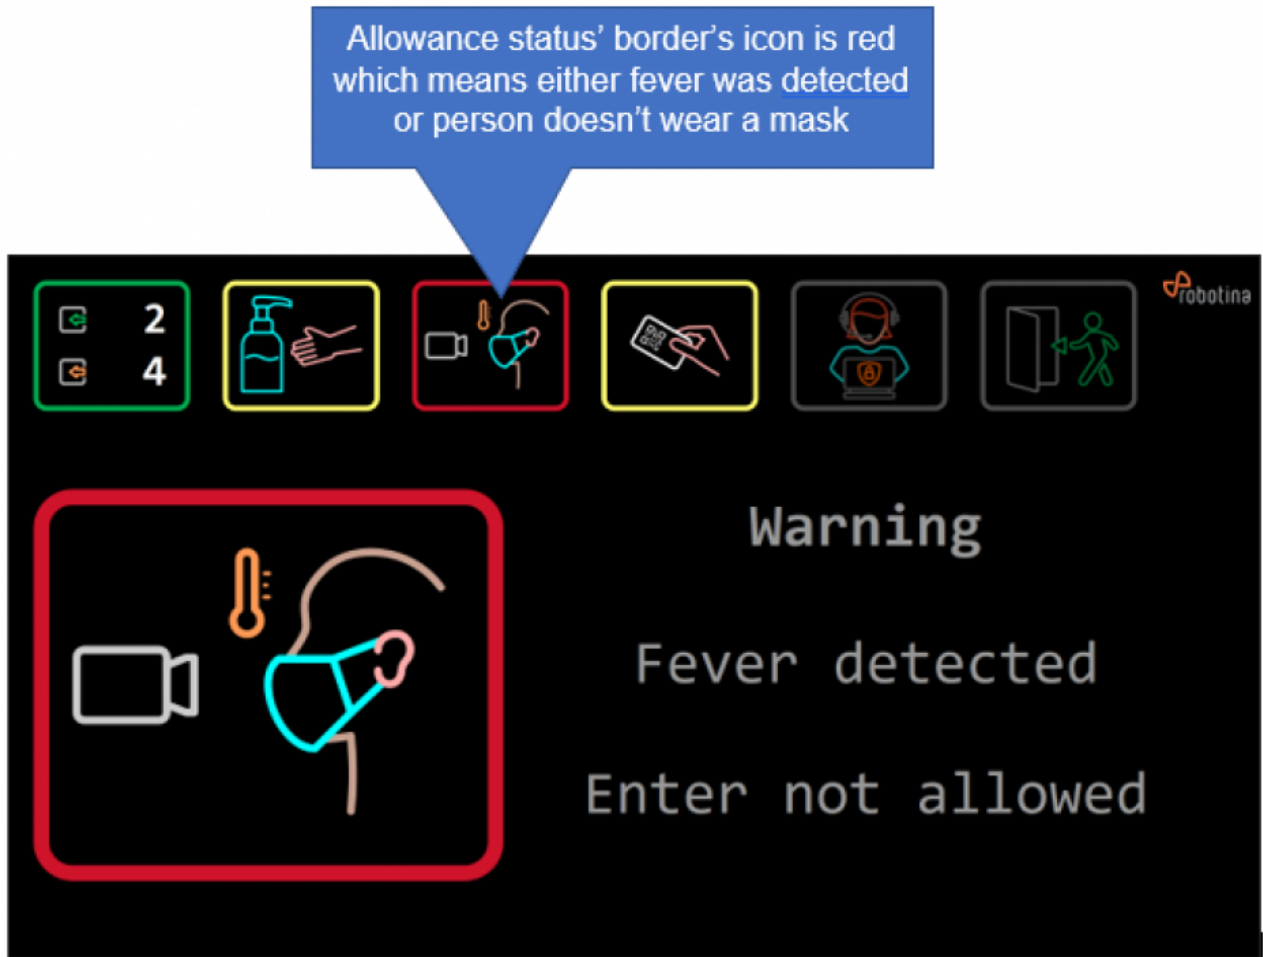 Allowance status’ border’s icon is red
which means either fever was detected
or person doesn’t wear a mask
2
4
robotina
Warning
Fever detected
Enter not allowed